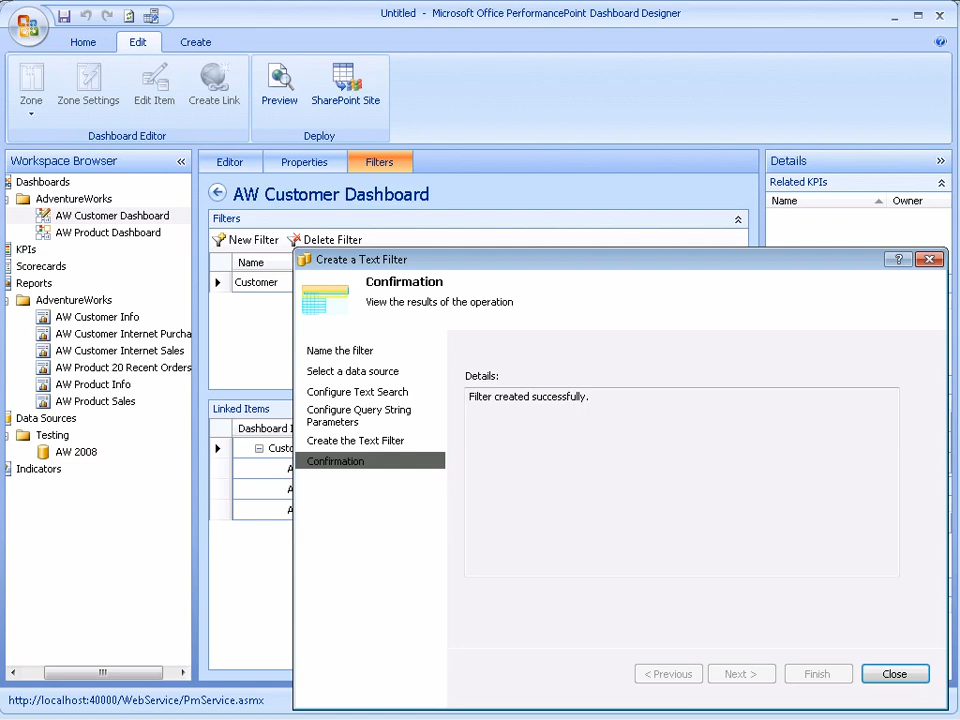 Untitled - Microsoft Office PerformancePoint Dashboard Designer
Home Edit Create
Zone Zone Settings Edit Item Create Link Preview SharePoint Site
Dashboard Editor Deploy
Workspace Browser
Dashboards
AdventureWorks
AW Customer Dashboard
AW Product Dashboard
KPIs
Scorecards
Reports
AdventureWorks
AW Customer Info
AW Customer Internet Purcha
AW Customer Internet Sales
AW Product 20 Recent Orders
AW Product Info
AW Product Sales
Data Sources
Testing
AW 2008
Indicators
Editor Properties Filters
AW Customer Dashboard
Filters
New Filter Delete Filter
Name
Customer
Linked Items
Dashboard I
Custo
A
A
A
Details
Related KPIs
Name Owner
Create a Text Filter
?
Confirmation
View the results of the operation
Name the filter
Select a data source
Configure Text Search
Configure Query String
Parameters
Create the Text Filter
Confirmation
Details:
Filter created successfully.
< Previous Next > Finish Close
http://localhost:40000/WebService/PmService.asmx